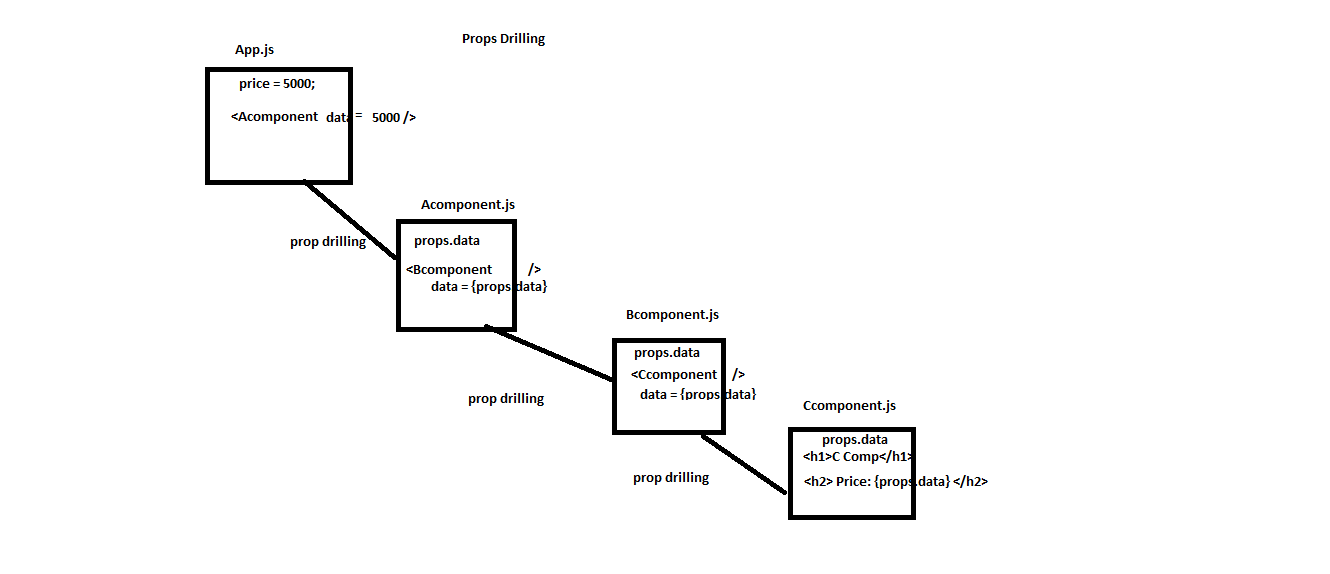 Props Drilling
App.js
price = 5000;
<Acomponent data = 5000 />
prop drilling
Acomponent.js
props.data
<Bcomponent />
data = {props.data}
prop drilling
Bcomponent.js
props.data
<Ccomponent />
data = {props.data}
prop drilling
Ccomponent.js
props.data
<h1>C Comp</h1>
<h2> Price: {props.data} </h2>